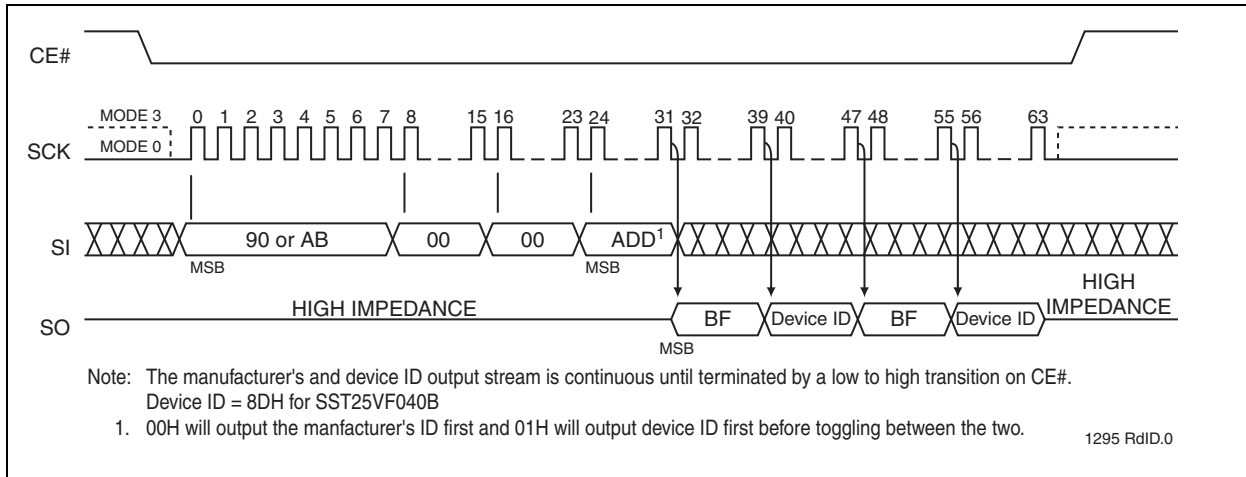 CE#
MODE 3
0 1 2 3 4 5 6 7 8 15 16 23 24 31 32 39 40 47 48 55 56 63
SCK
MODE 0
SI
90 or AB 00 00 ADD1
MSB MSB
HIGH IMPEDANCE
HIGH IMPEDANCE
SO
BF Device ID BF Device ID
MSB
Note: The manufacturer's and device ID output stream is continuous until terminated by a low to high transition on CE#.
Device ID = 8DH for SST25VF040B
1. 00H will output the manfacturer's ID first and 01H will output device ID first before toggling between the two.
1295 RdID.0